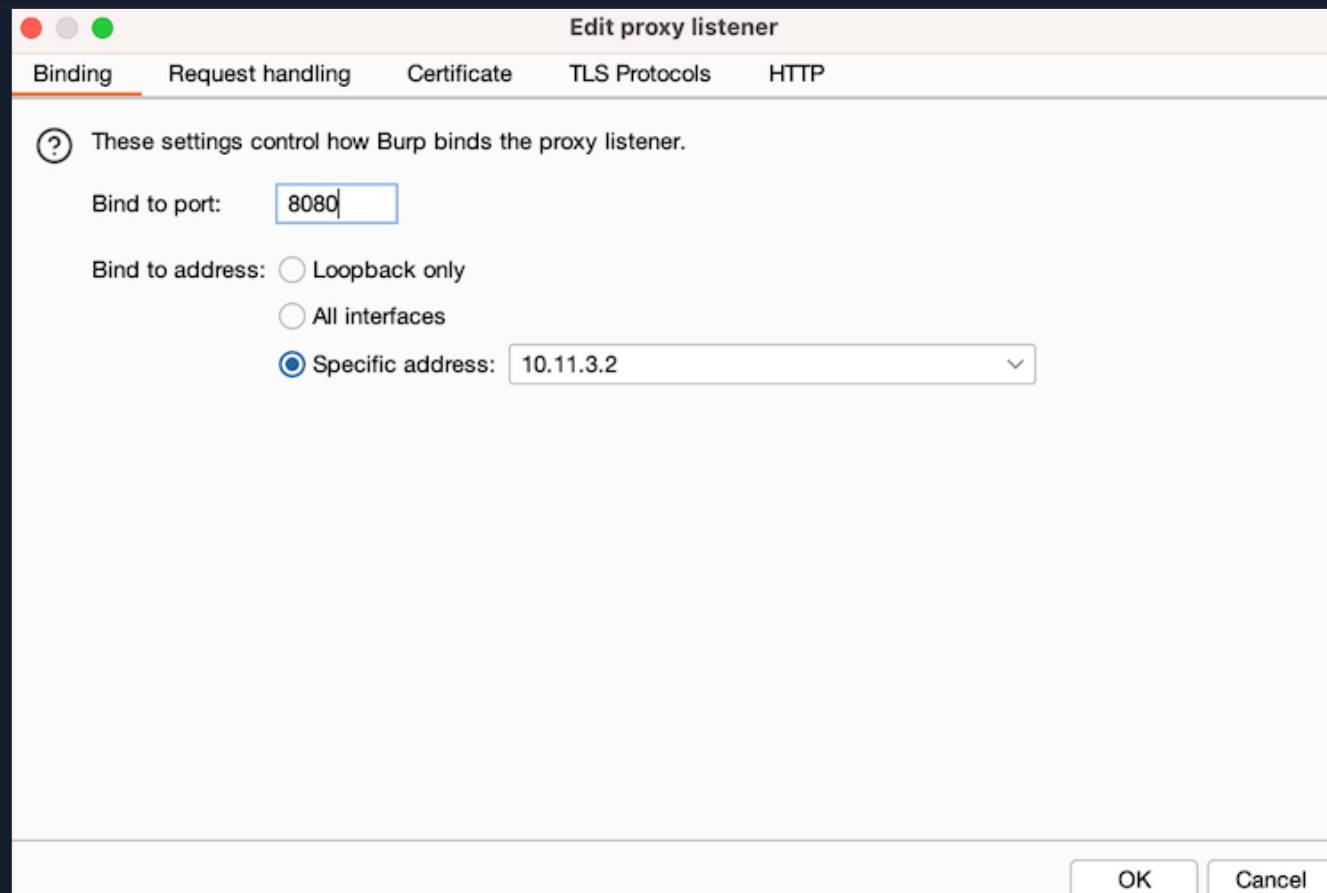 Edit proxy listener
Binding Request handling Certificate TLS Protocols HTTP
? These settings control how Burp binds the proxy listener.
Bind to port: 8080
Bind to address: Loopback only
All interfaces
Specific address: 10.11.3.2
OK Cancel